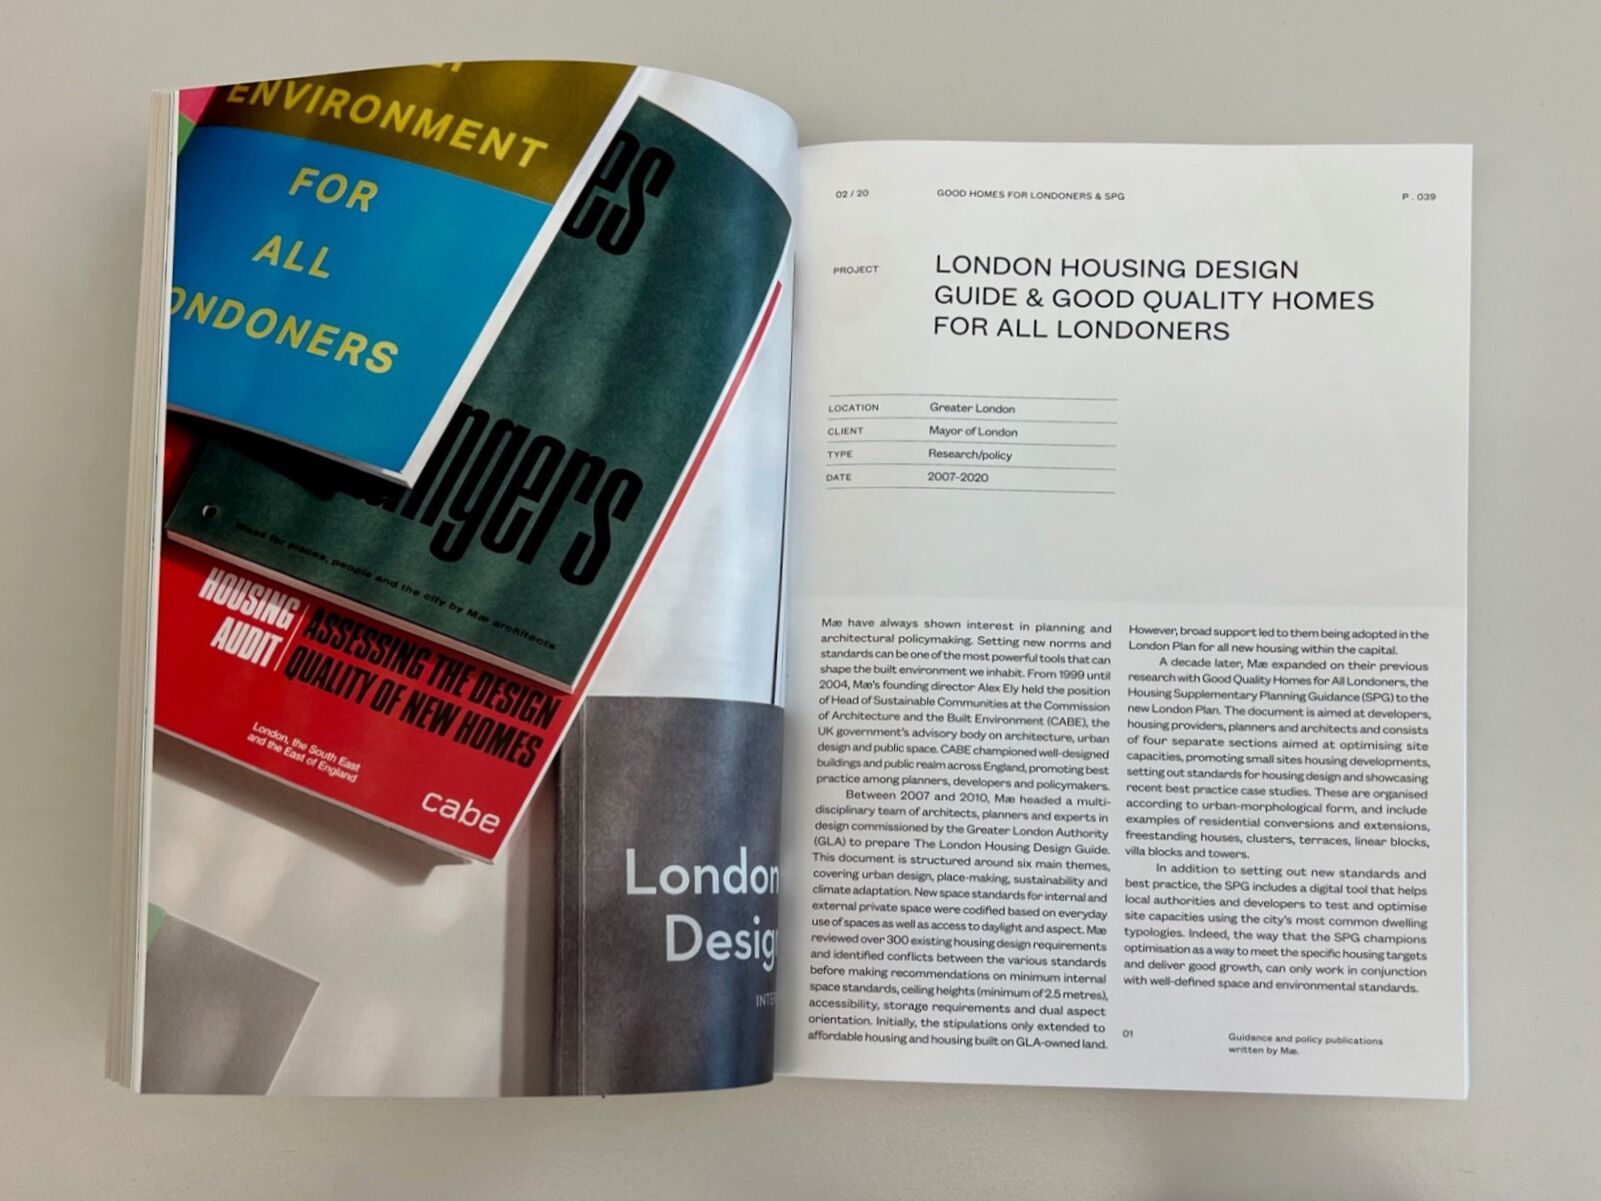 ENVIRONMENT
FOR
ALL
ONDONERS
es
ngers
ideas for places, people and the city by Mæ architects
HOUSING
AUDIT
ASSESSING THE DESIGN
QUALITY OF NEW HOMES
London, the South East
and the East of England
cabe
London
Desig
INTE
02 / 20
GOOD HOMES FOR LONDONERS & SPG
P . 039
PROJECT
LONDON HOUSING DESIGN
GUIDE & GOOD QUALITY HOMES
FOR ALL LONDONERS
LOCATION Greater London
CLIENT Mayor of London
TYPE Research/policy
DATE 2007–2020
Mæ have always shown interest in planning and
architectural policymaking. Setting new norms and
standards can be one of the most powerful tools that can
shape the built environment we inhabit. From 1999 until
2004, Mæ's founding director Alex Ely held the position
of Head of Sustainable Communities at the Commission
of Architecture and the Built Environment (CABE), the
UK government's advisory body on architecture, urban
design and public space. CABE championed well-designed
buildings and public realm across England, promoting best
practice among planners, developers and policymakers.
Between 2007 and 2010, Mæ headed a multi-
disciplinary team of architects, planners and experts in
design commissioned by the Greater London Authority
(GLA) to prepare The London Housing Design Guide.
This document is structured around six main themes,
covering urban design, place-making, sustainability and
climate adaptation. New space standards for internal and
external private space were codified based on everyday
use of spaces as well as access to daylight and aspect. Mæ
reviewed over 300 existing housing design requirements
and identified conflicts between the various standards
before making recommendations on minimum internal
space standards, ceiling heights (minimum of 2.5 metres),
accessibility, storage requirements and dual aspect
orientation. Initially, the stipulations only extended to
affordable housing and housing built on GLA-owned land.
However, broad support led to them being adopted in the
London Plan for all new housing within the capital.
A decade later, Mæ expanded on their previous
research with Good Quality Homes for All Londoners, the
Housing Supplementary Planning Guidance (SPG) to the
new London Plan. The document is aimed at developers,
housing providers, planners and architects and consists
of four separate sections aimed at optimising site
capacities, promoting small sites housing developments,
setting out standards for housing design and showcasing
recent best practice case studies. These are organised
according to urban-morphological form, and include
examples of residential conversions and extensions,
freestanding houses, clusters, terraces, linear blocks,
villa blocks and towers.
In addition to setting out new standards and
best practice, the SPG includes a digital tool that helps
local authorities and developers to test and optimise
site capacities using the city's most common dwelling
typologies. Indeed, the way that the SPG champions
optimisation as a way to meet the specific housing targets
and deliver good growth, can only work in conjunction
with well-defined space and environmental standards.
01
Guidance and policy publications
written by Mæ.